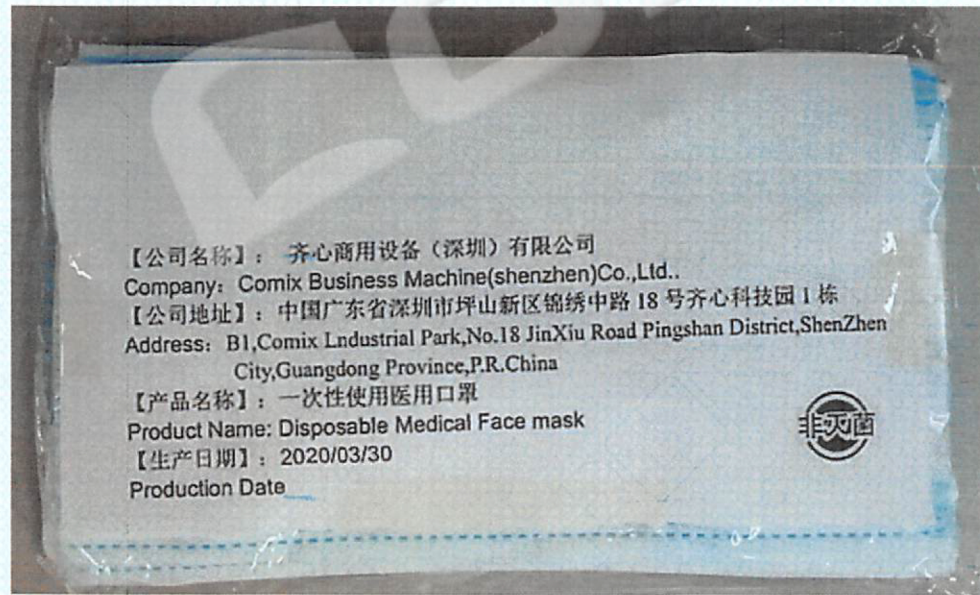 【公司名称】： 齐心商用设备（深圳）有限公司
Company: Comix Business Machine(shenzhen)Co.,Ltd..
【公司地址】：中国广东省深圳市坪山新区锦绣中路 18 号齐心科技园 1 栋
Address: B1,Comix Lndustrial Park,No.18 JinXiu Road Pingshan District,ShenZhen
City,Guangdong Province,P.R.China
【产品名称】：一次性使用医用口罩
Product Name: Disposable Medical Face mask
非灭菌
【生产日期】：2020/03/30
Production Date